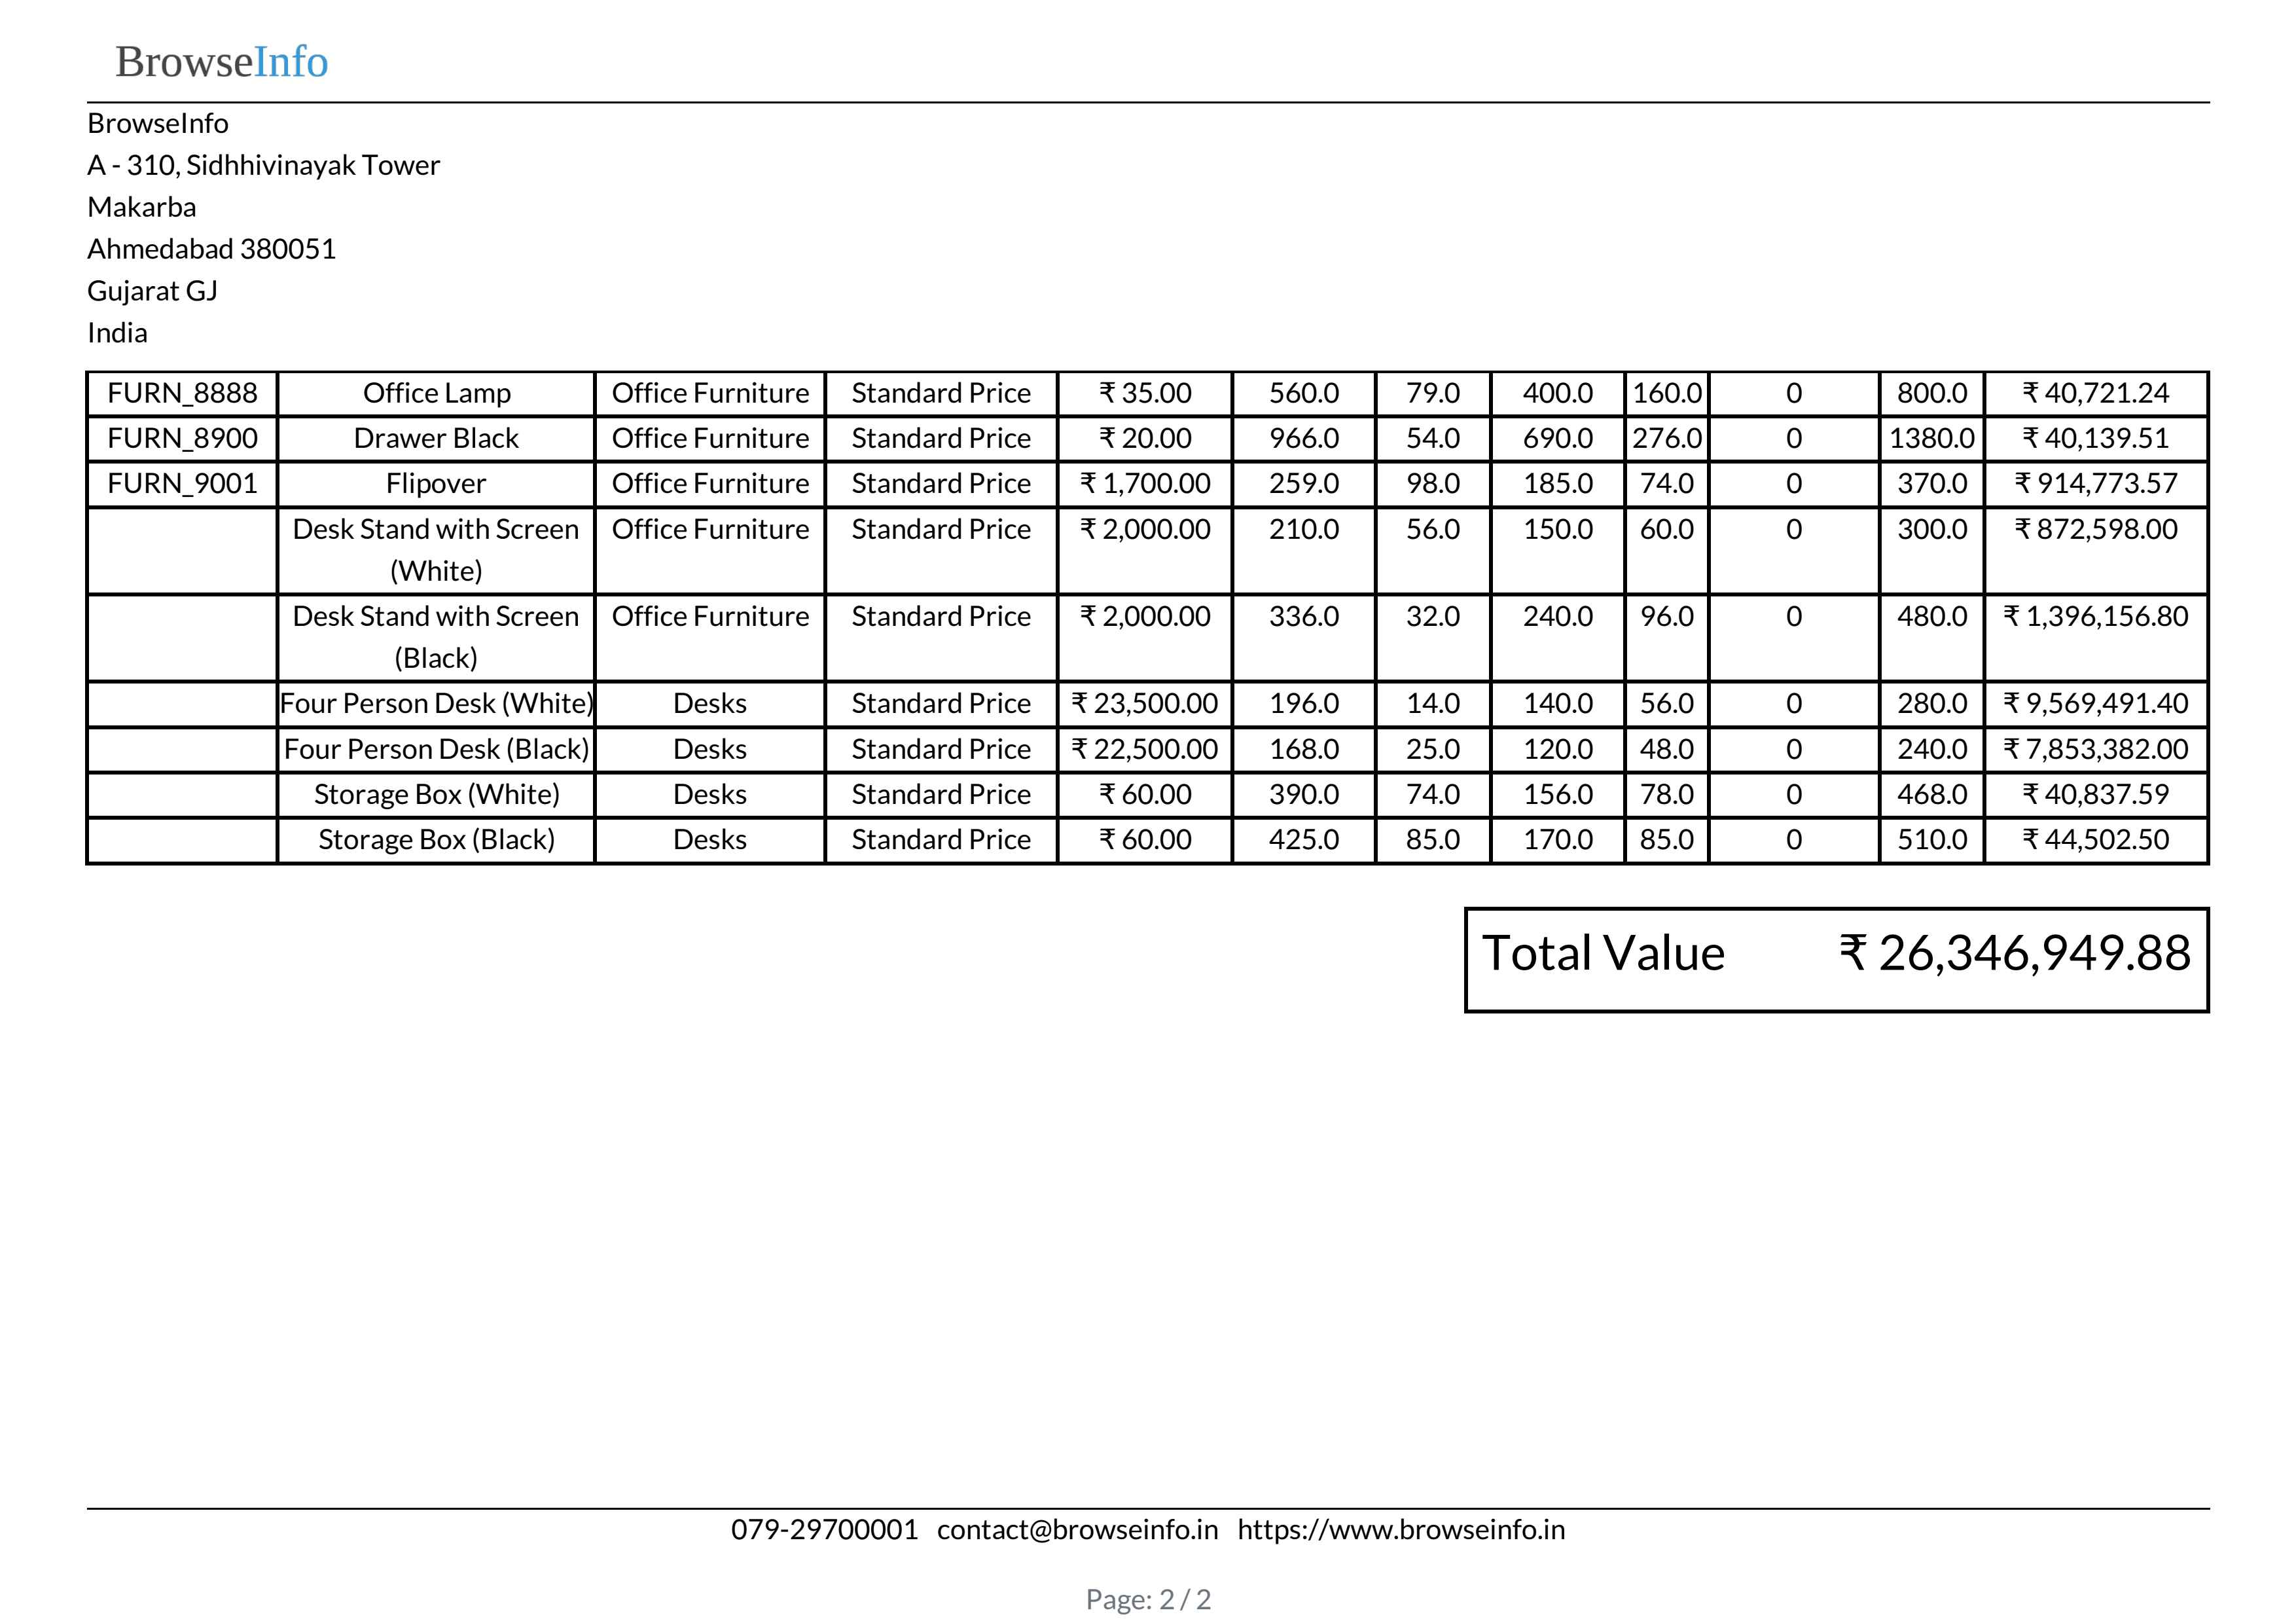 BrowseInfo
BrowseInfo
A - 310, Sidhhivinayak Tower
Makarba
Ahmedabad 380051
Gujarat GJ
India
FURN_8888 Office Lamp Office Furniture Standard Price ₹ 35.00 560.0 79.0 400.0 160.0 0 800.0 ₹ 40,721.24
FURN_8900 Drawer Black Office Furniture Standard Price ₹ 20.00 966.0 54.0 690.0 276.0 0 1380.0 ₹ 40,139.51
FURN_9001 Flipover Office Furniture Standard Price ₹ 1,700.00 259.0 98.0 185.0 74.0 0 370.0 ₹ 914,773.57
Desk Stand with Screen Office Furniture Standard Price ₹ 2,000.00 210.0 56.0 150.0 60.0 0 300.0 ₹ 872,598.00
(White)
Desk Stand with Screen Office Furniture Standard Price ₹ 2,000.00 336.0 32.0 240.0 96.0 0 480.0 ₹ 1,396,156.80
(Black)
Four Person Desk (White) Desks Standard Price ₹ 23,500.00 196.0 14.0 140.0 56.0 0 280.0 ₹ 9,569,491.40
Four Person Desk (Black) Desks Standard Price ₹ 22,500.00 168.0 25.0 120.0 48.0 0 240.0 ₹ 7,853,382.00
Storage Box (White) Desks Standard Price ₹ 60.00 390.0 74.0 156.0 78.0 0 468.0 ₹ 40,837.59
Storage Box (Black) Desks Standard Price ₹ 60.00 425.0 85.0 170.0 85.0 0 510.0 ₹ 44,502.50
Total Value ₹ 26,346,949.88
079-29700001 contact@browseinfo.in https://www.browseinfo.in
Page: 2 / 2